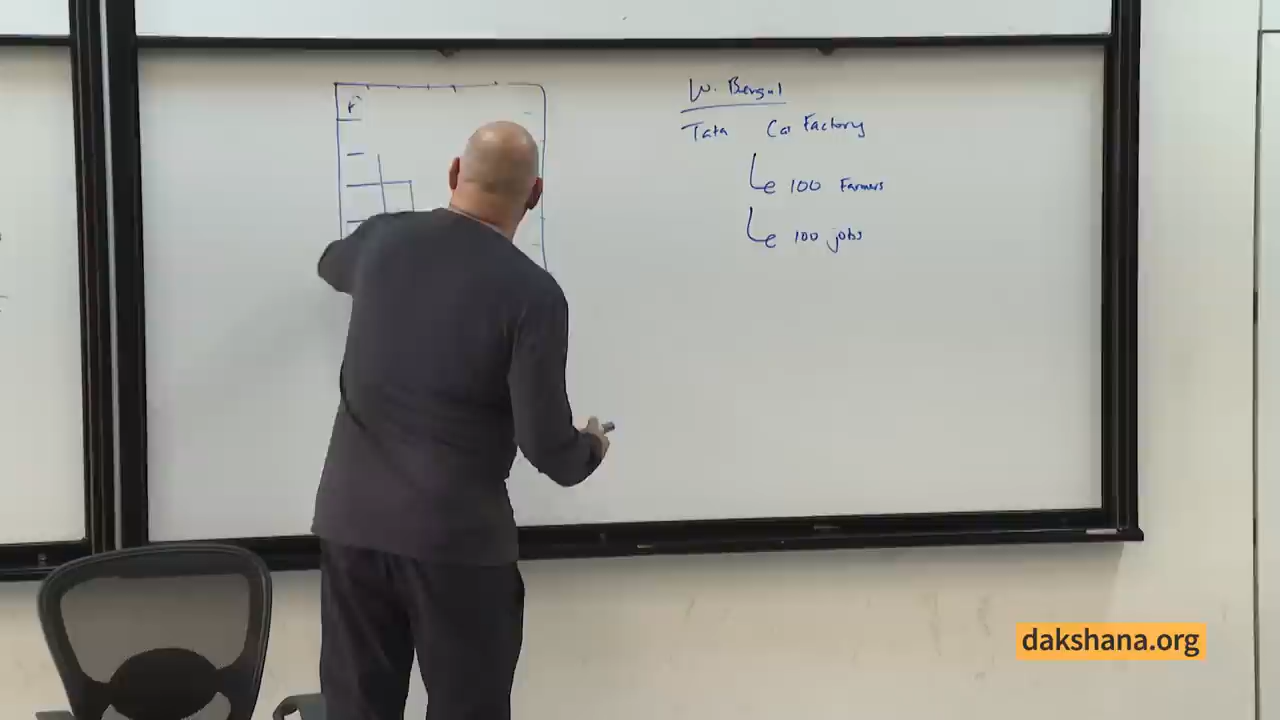 W. Bengal
Tata Car Factory
100 Farmers
100 jobs
dakshana.org